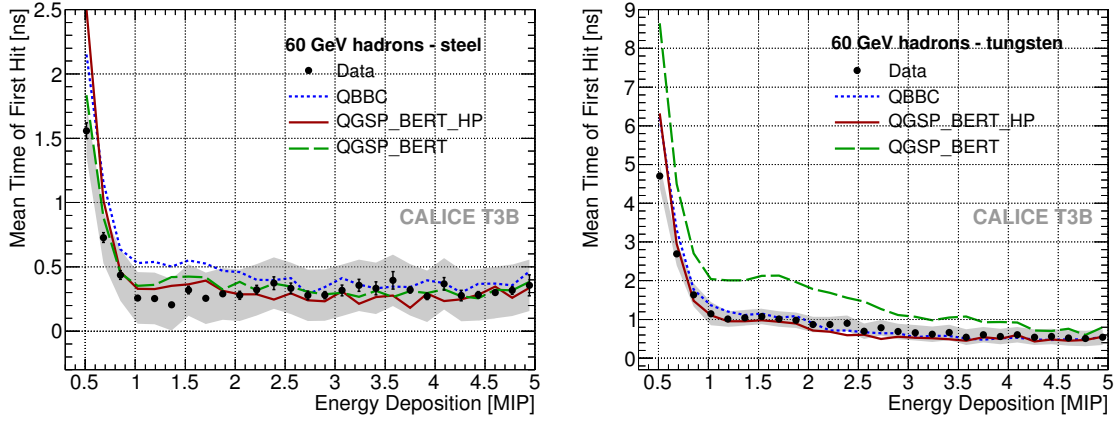 Mean Time of First Hit [ns]
2.5
2
1.5
1
0.5
0
60 GeV hadrons - steel
Data
QBBC
QGSP_BERT_HP
QGSP_BERT
CALICE T3B
0.5 1 1.5 2 2.5 3 3.5 4 4.5 5
Energy Deposition [MIP]
Mean Time of First Hit [ns]
9
8
7
6
5
4
3
2
1
0
60 GeV hadrons - tungsten
Data
QBBC
QGSP_BERT_HP
QGSP_BERT
CALICE T3B
0.5 1 1.5 2 2.5 3 3.5 4 4.5 5
Energy Deposition [MIP]